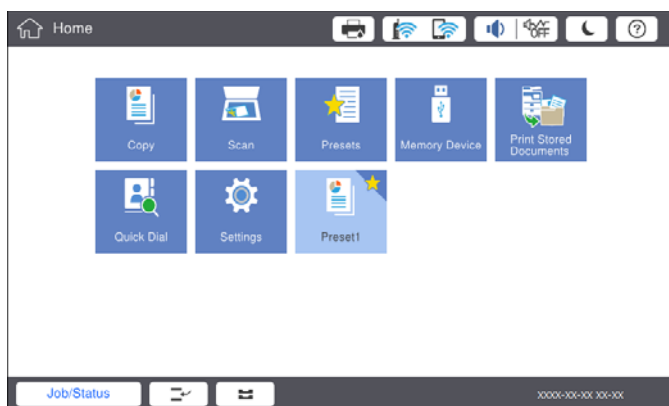 Home
OFF
Copy
Scan
Presets
Memory Device
Print Stored
Documents
Quick Dial
Settings
Preset1
Job/Status
XXXX-XX-XX XX-XX